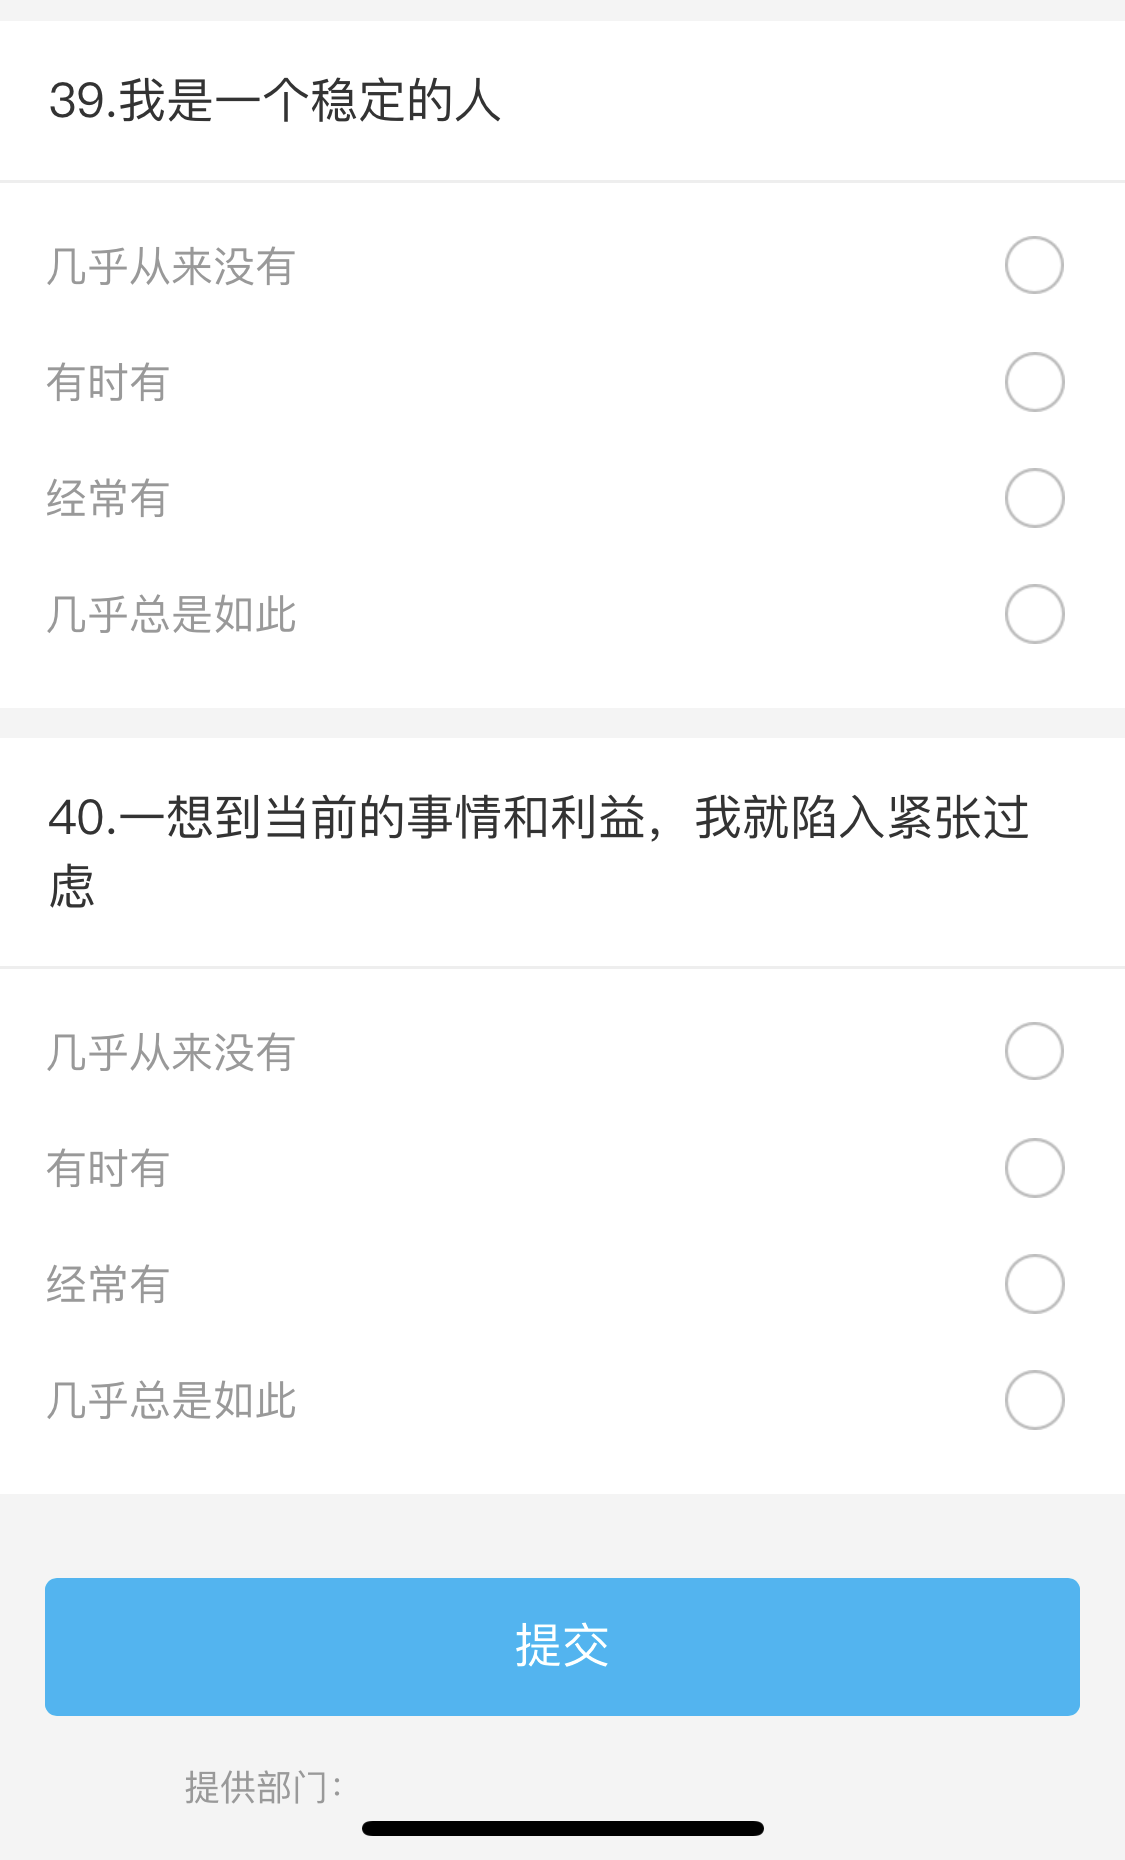 39.我是一个稳定的人
几乎从来没有
有时有
经常有
几乎总是如此
40.一想到当前的事情和利益，我就陷入紧张过
虑
几乎从来没有
有时有
经常有
几乎总是如此
提交
提供部门：